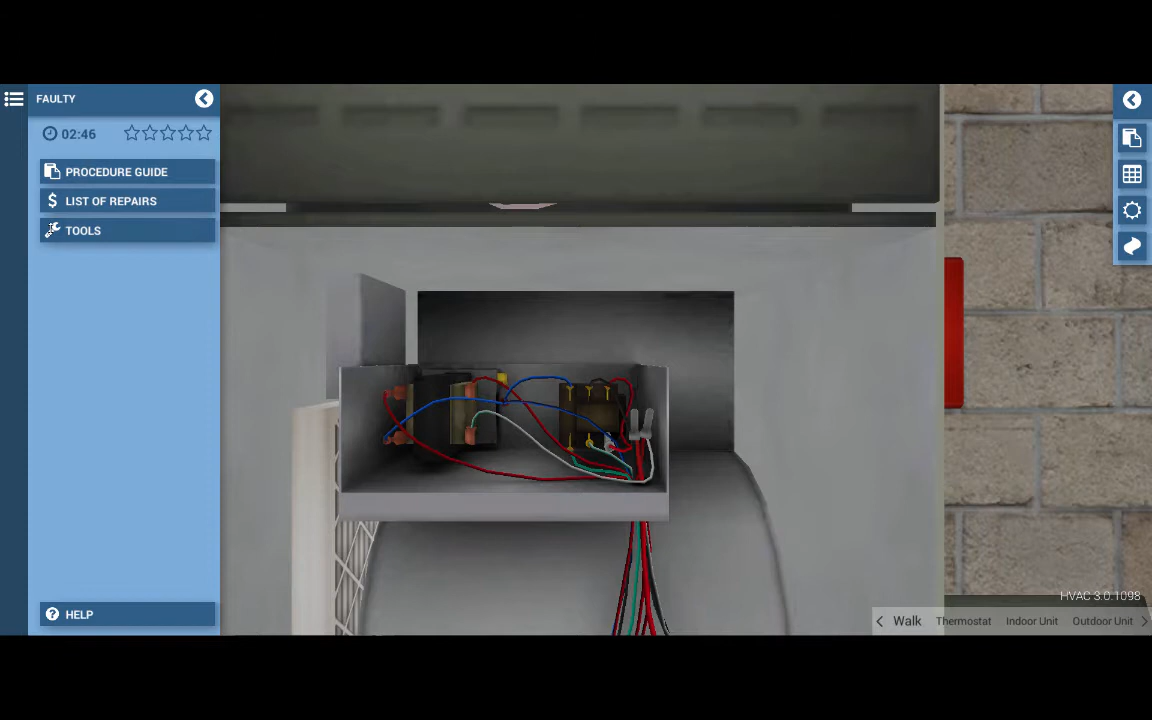 FAULTY
02:46
PROCEDURE GUIDE
$ LIST OF REPAIRS
TOOLS
? HELP
HVAC 3.0.1098
Walk Thermostat Indoor Unit Outdoor Unit